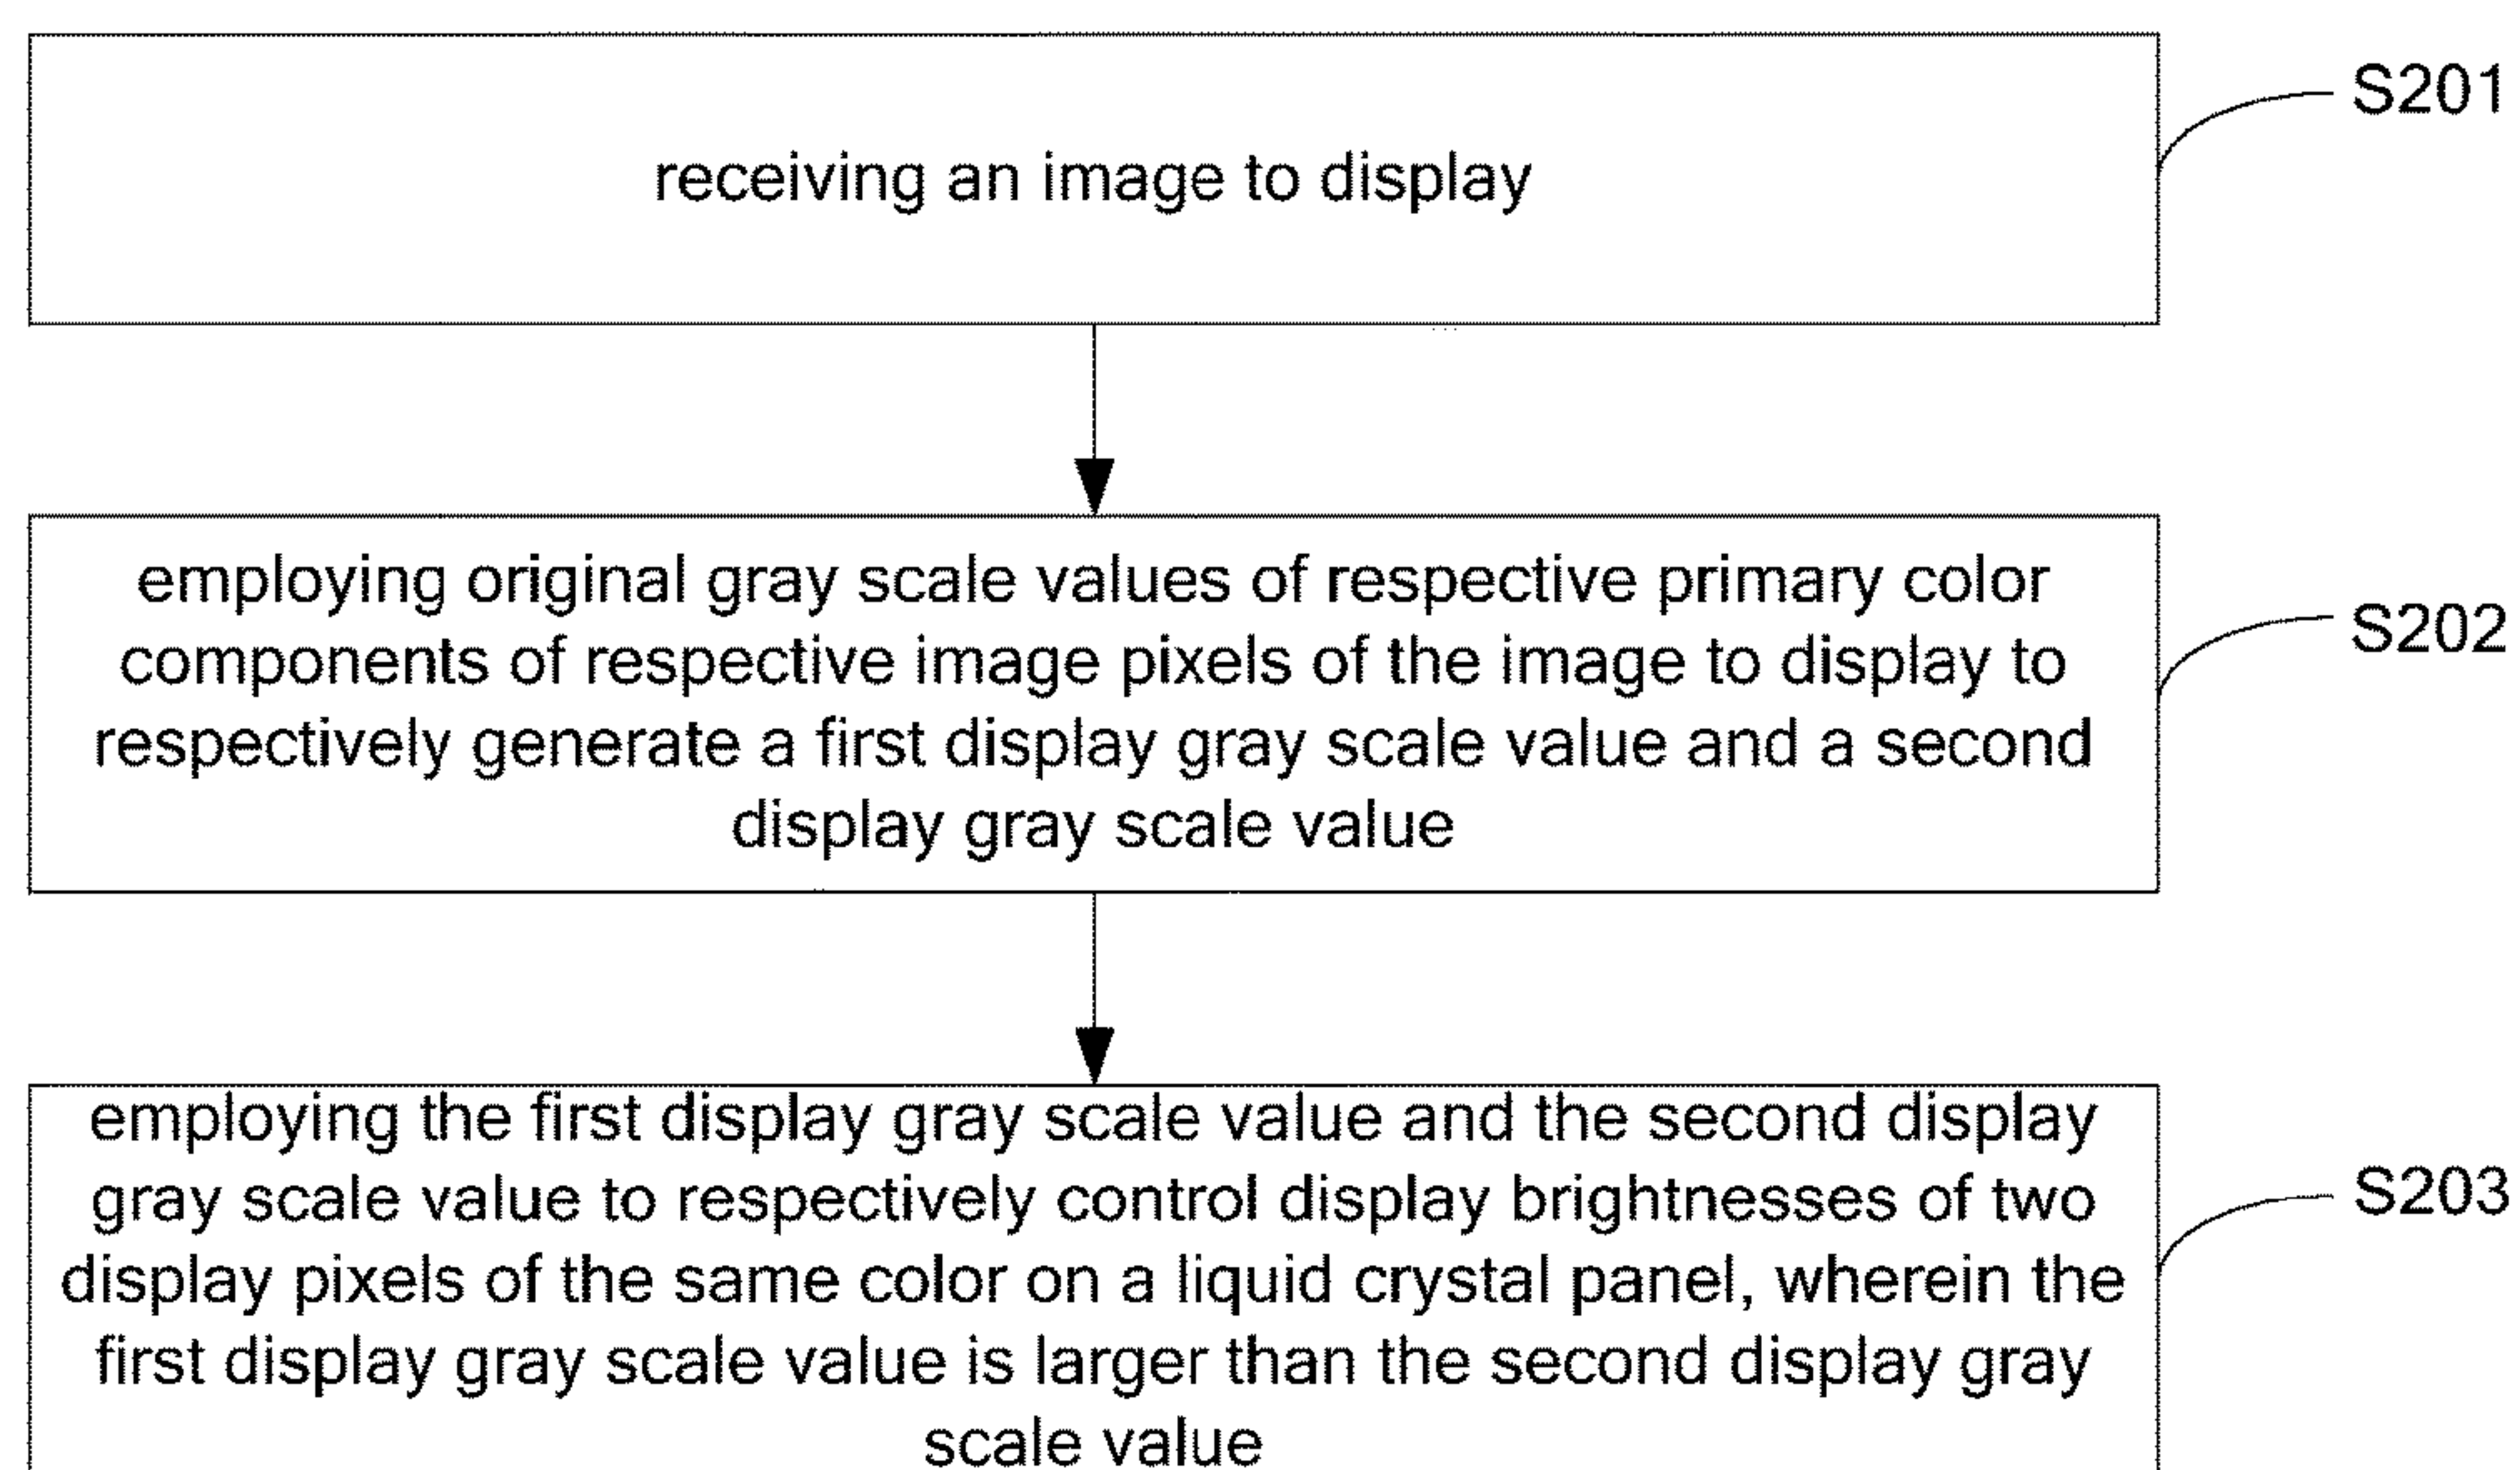 receiving an image to display
S201
employing original gray scale values of respective primary color
components of respective image pixels of the image to display to
respectively generate a first display gray scale value and a second
display gray scale value
S202
employing the first display gray scale value and the second display
gray scale value to respectively control display brightnesses of two
display pixels of the same color on a liquid crystal panel, wherein the
first display gray scale value is larger than the second display gray
scale value
S203